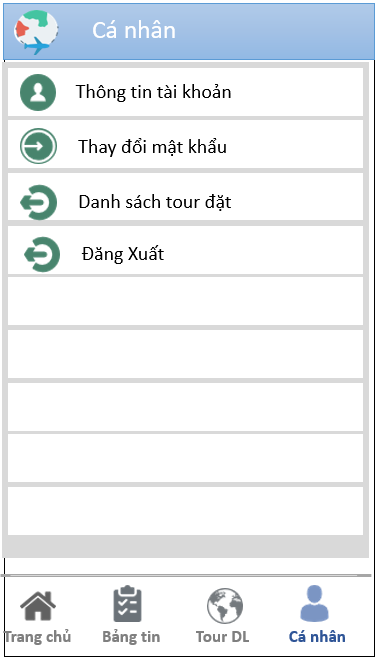 Cá nhân
Thông tin tài khoản
Thay đổi mật khẩu
Danh sách tour đặt
Đăng Xuất
Trang chủ
Bảng tin
Tour DL
Cá nhân